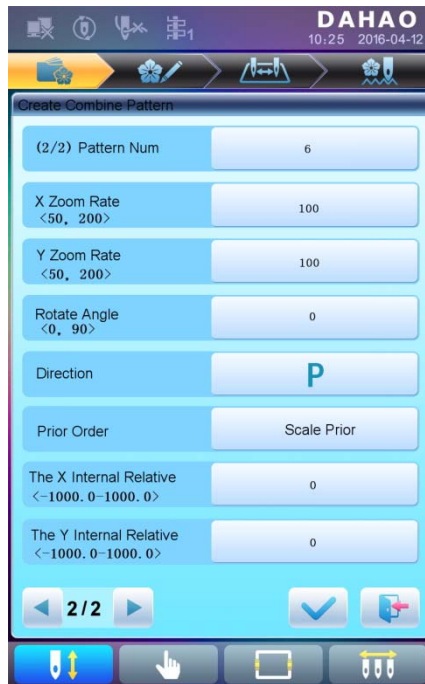 DAHAO
10:25 2016-04-12
1
Create Combine Pattern
(2/2) Pattern Num
6
X Zoom Rate
<50, 200>
100
Y Zoom Rate
<50, 200>
100
Rotate Angle
<0, 90>
0
Direction
P
Prior Order
Scale Prior
The X Internal Relative
<-1000.0-1000.0>
0
The Y Internal Relative
<-1000.0-1000.0>
0
2/2